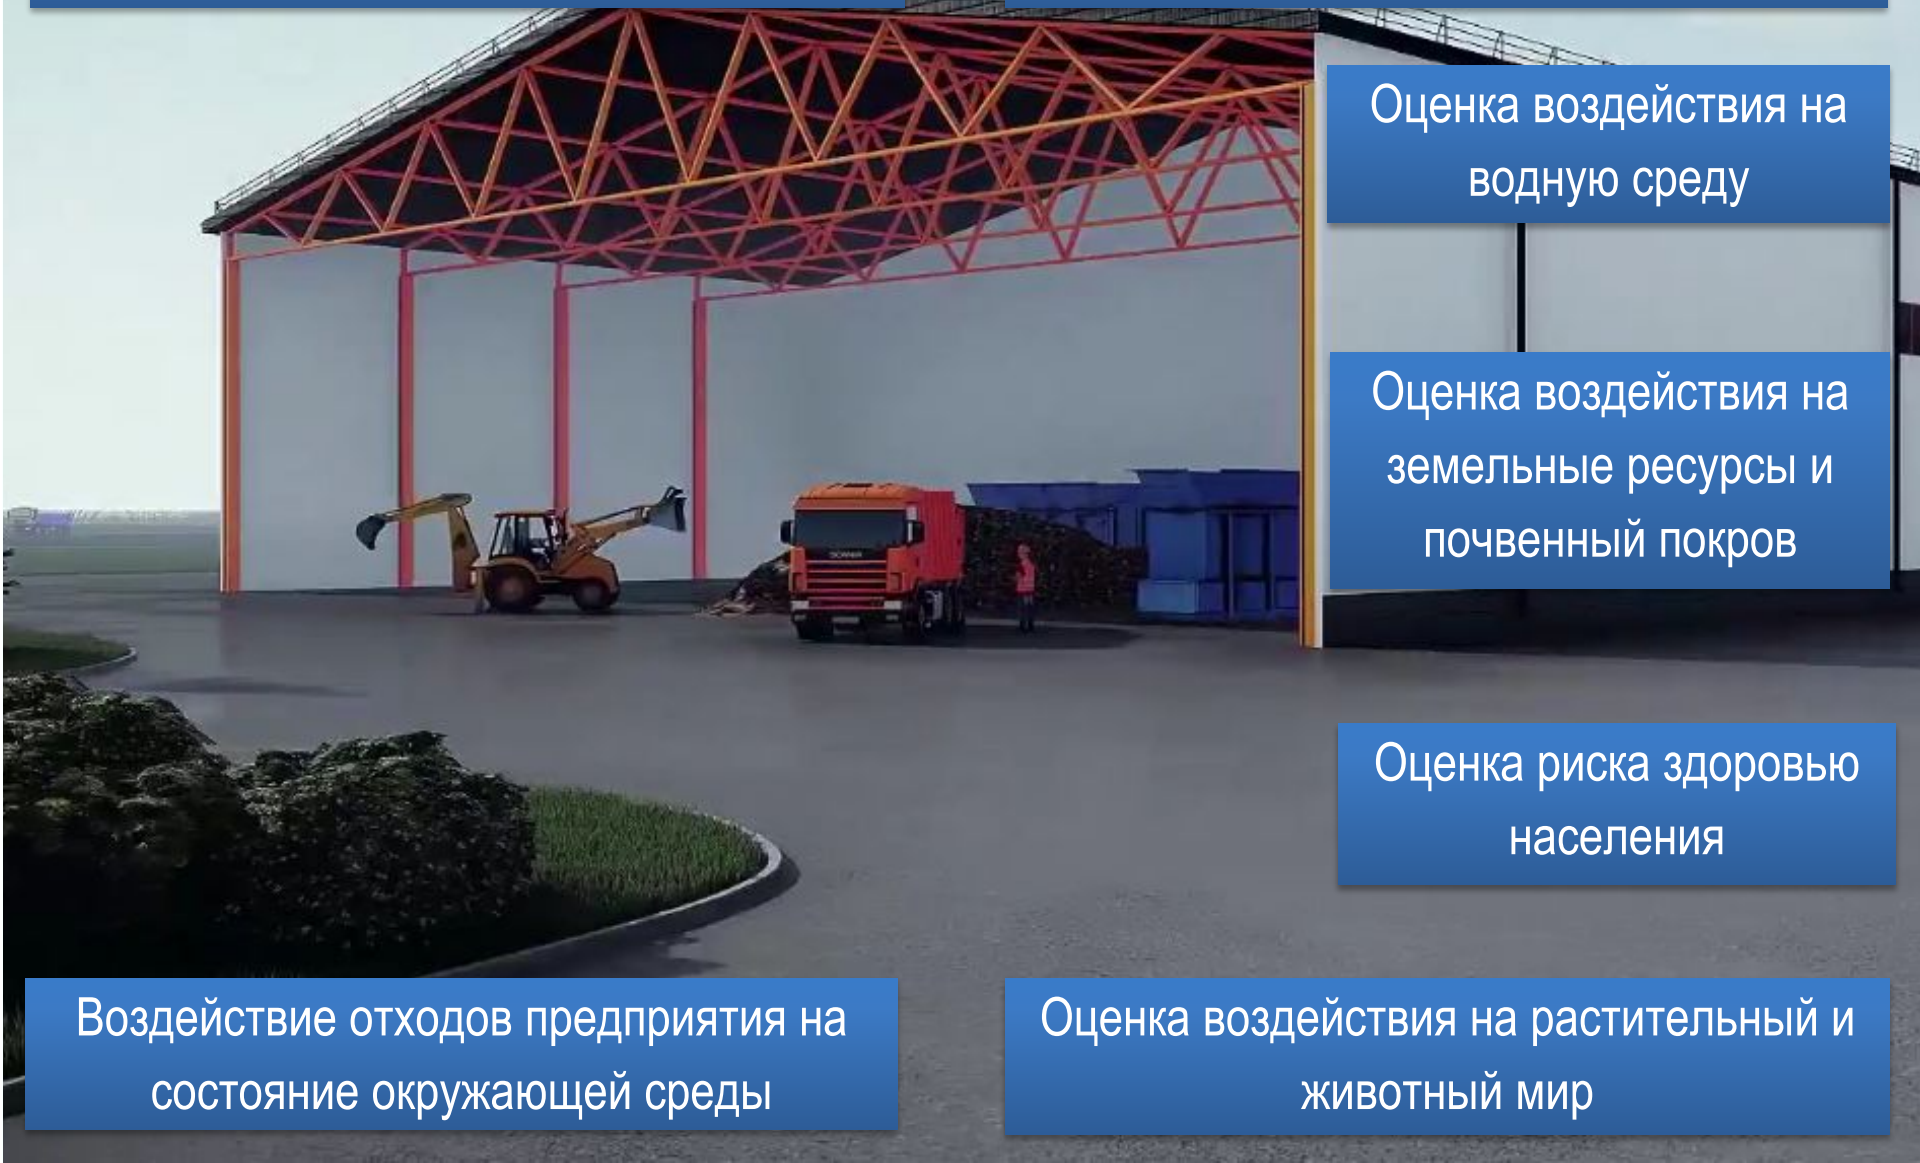 Оценка воздействия на
водную среду
Оценка воздействия на
земельные ресурсы и
почвенный покров
Оценка риска здоровью
населения
Воздействие отходов предприятия на
состояние окружающей среды
Оценка воздействия на растительный и
животный мир